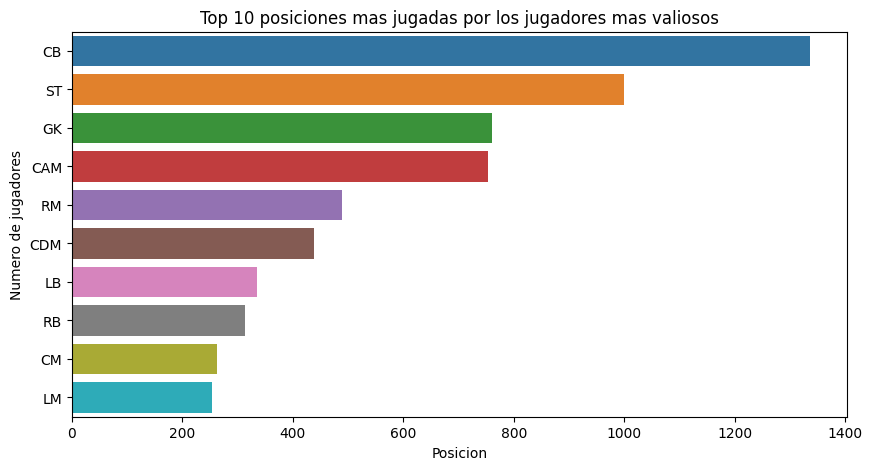 Top 10 posiciones mas jugadas por los jugadores mas valiosos
Numero de jugadores
CB
ST
GK
CAM
RM
CDM
LB
RB
CM
LM
0 200 400 600 800 1000 1200 1400
Posicion